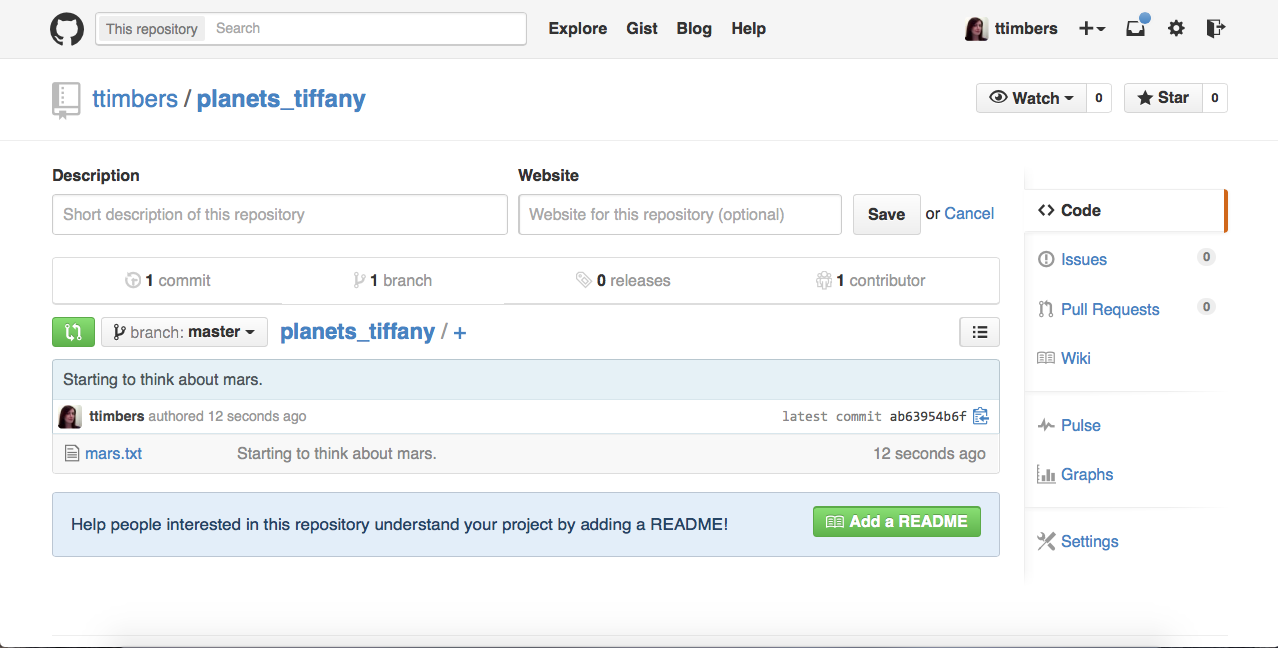 This repository Search Explore Gist Blog Help ttimbers
ttimbers / planets_tiffany Watch 0 Star 0
Description Website
Short description of this repository Website for this repository (optional) Save or Cancel
1 commit 1 branch 0 releases 1 contributor
branch: master planets_tiffany / +
Starting to think about mars.
ttimbers authored 12 seconds ago latest commit ab63954b6f
mars.txt Starting to think about mars. 12 seconds ago
Help people interested in this repository understand your project by adding a README! Add a README
Code
Issues 0
Pull Requests 0
Wiki
Pulse
Graphs
Settings